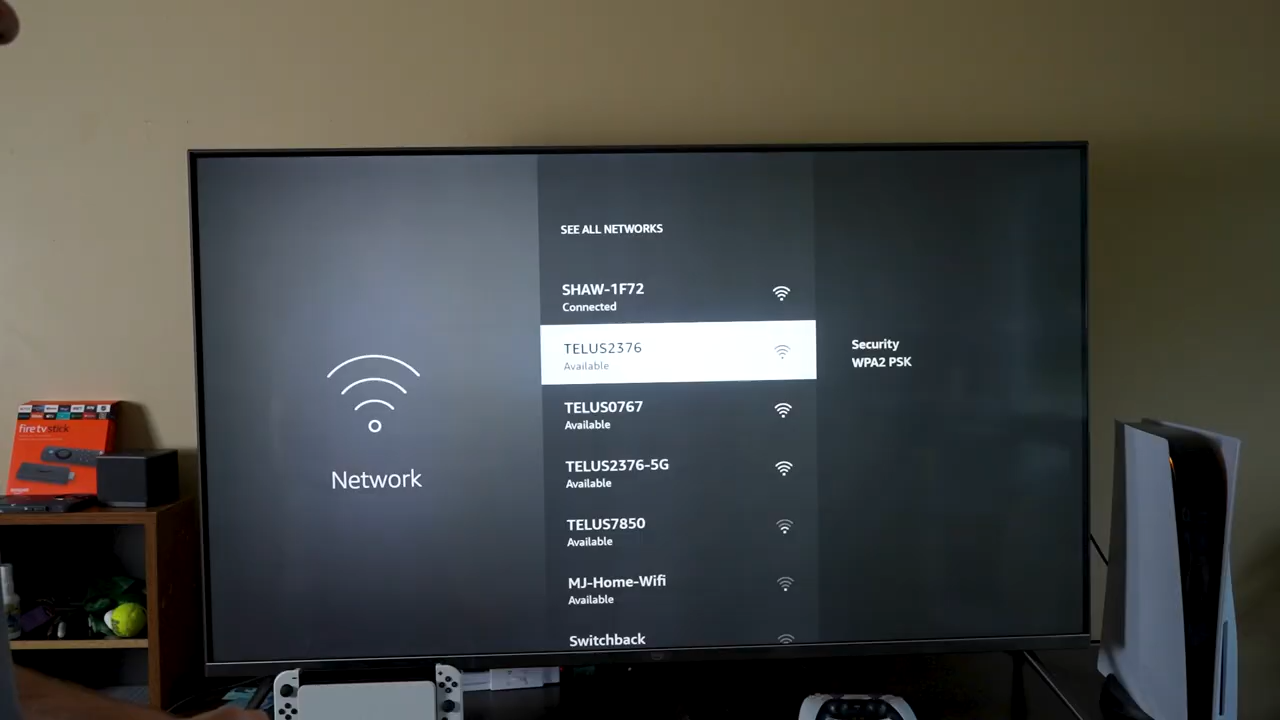 SEE ALL NETWORKS
SHAW-1F72
Connected
TELUS2376
Available
Security
WPA2 PSK
TELUS0767
Available
TELUS2376-5G
Available
TELUS7850
Available
MJ-Home-Wifi
Available
Switchback
Network
fire tv stick